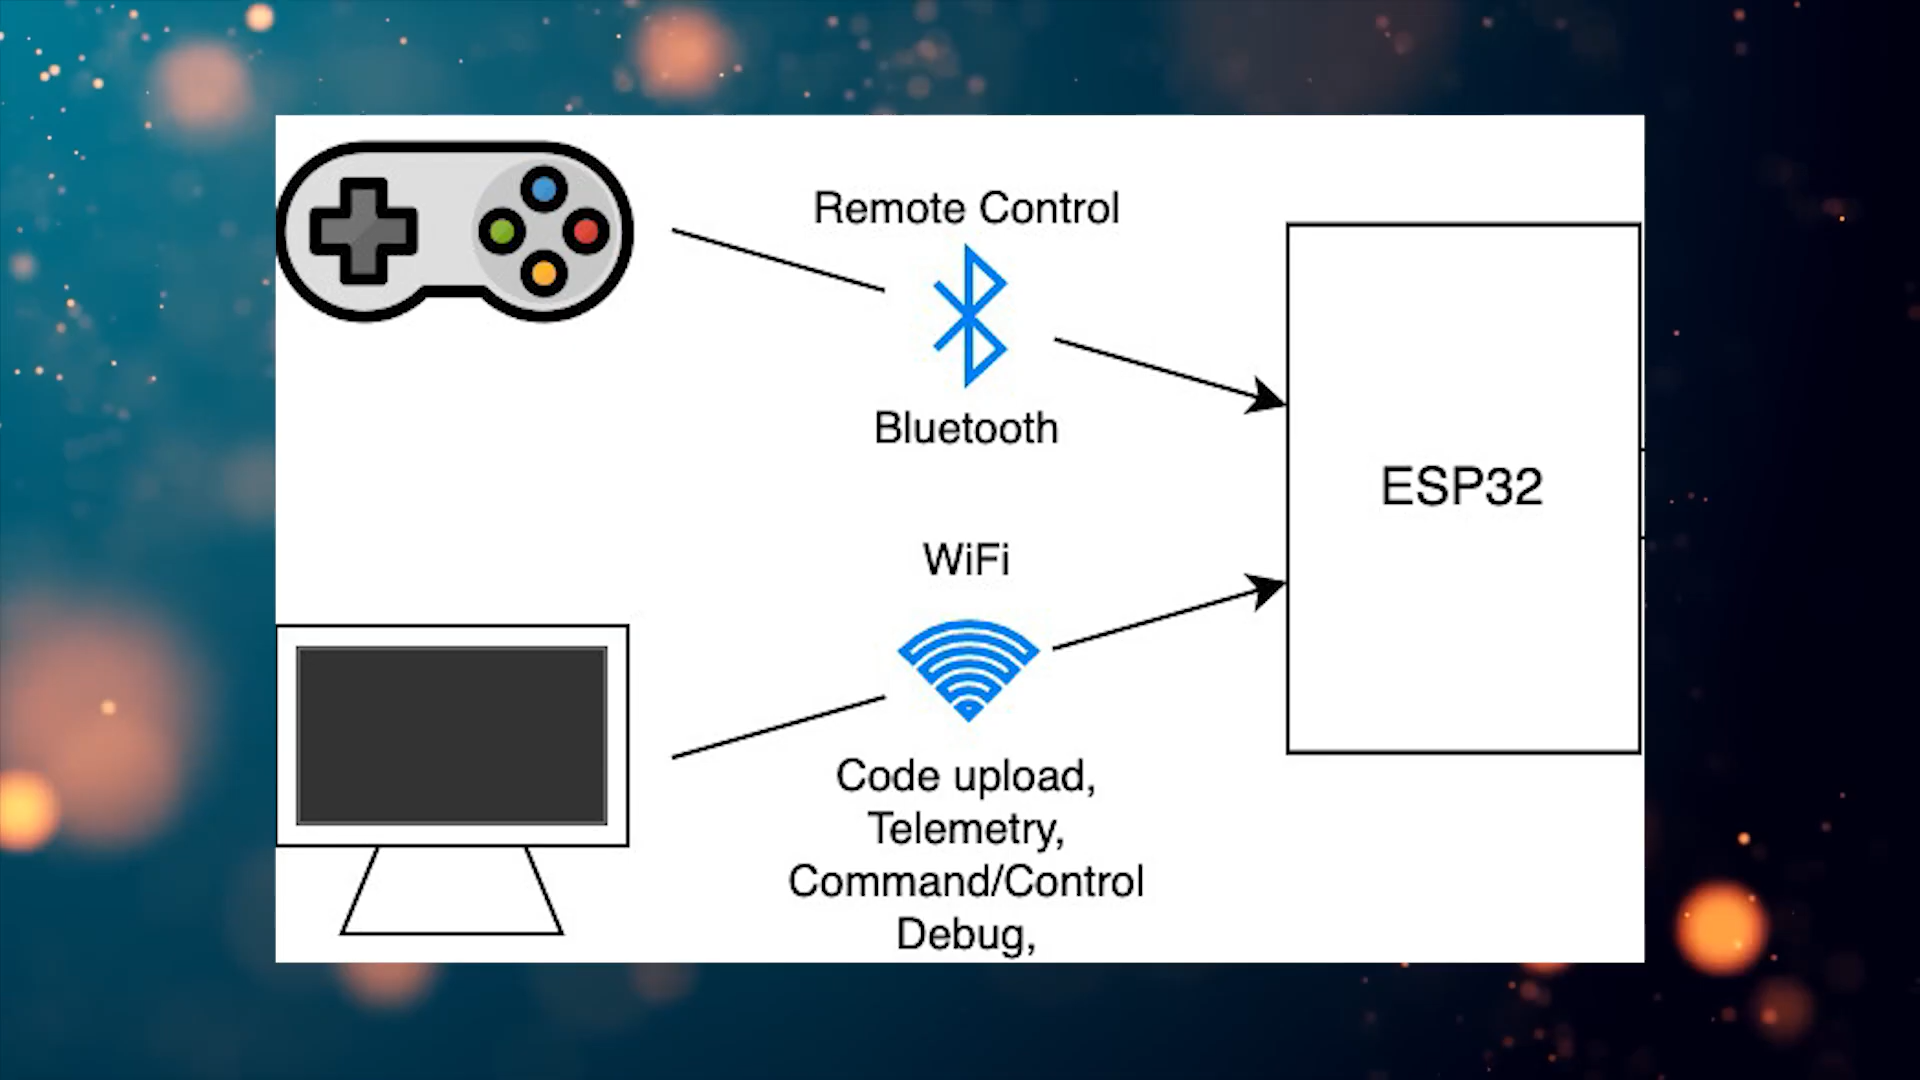 Remote Control
Bluetooth
ESP32
WiFi
Code upload,
Telemetry,
Command/Control
Debug,